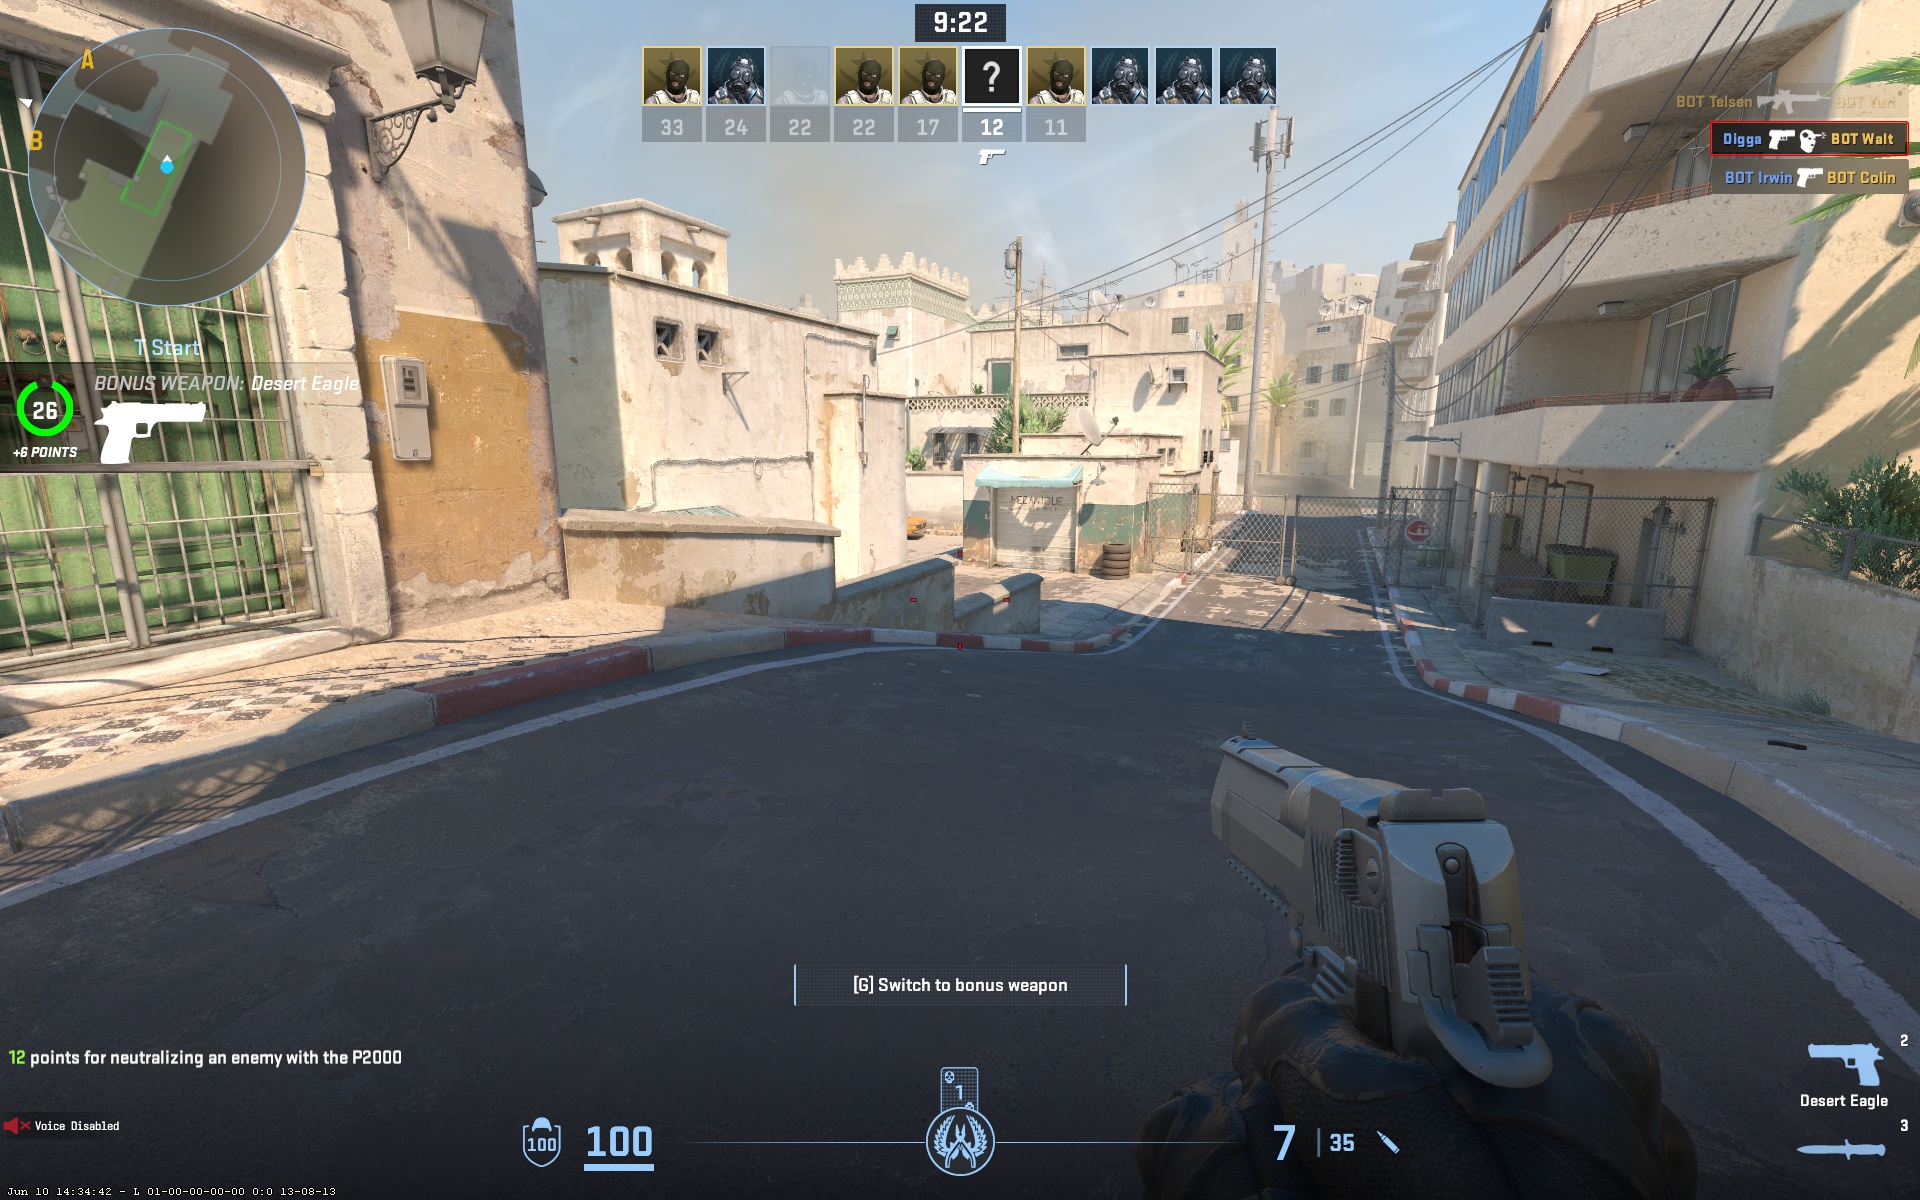 9:22
A
B
?
33 24 22 22 17 12 11
BOT Telsen BOT Yuri
Digga BOT Walt
BOT Irwin BOT Colin
T Start
BONUS WEAPON: Desert Eagle
26
+6 POINTS
[G] Switch to bonus weapon
12 points for neutralizing an enemy with the P2000
Voice Disabled
1
100 100
7 | 35
2
Desert Eagle
3
Jun 10 14:34:42 - L 01-00-00-00-00 0:0 13-08-13